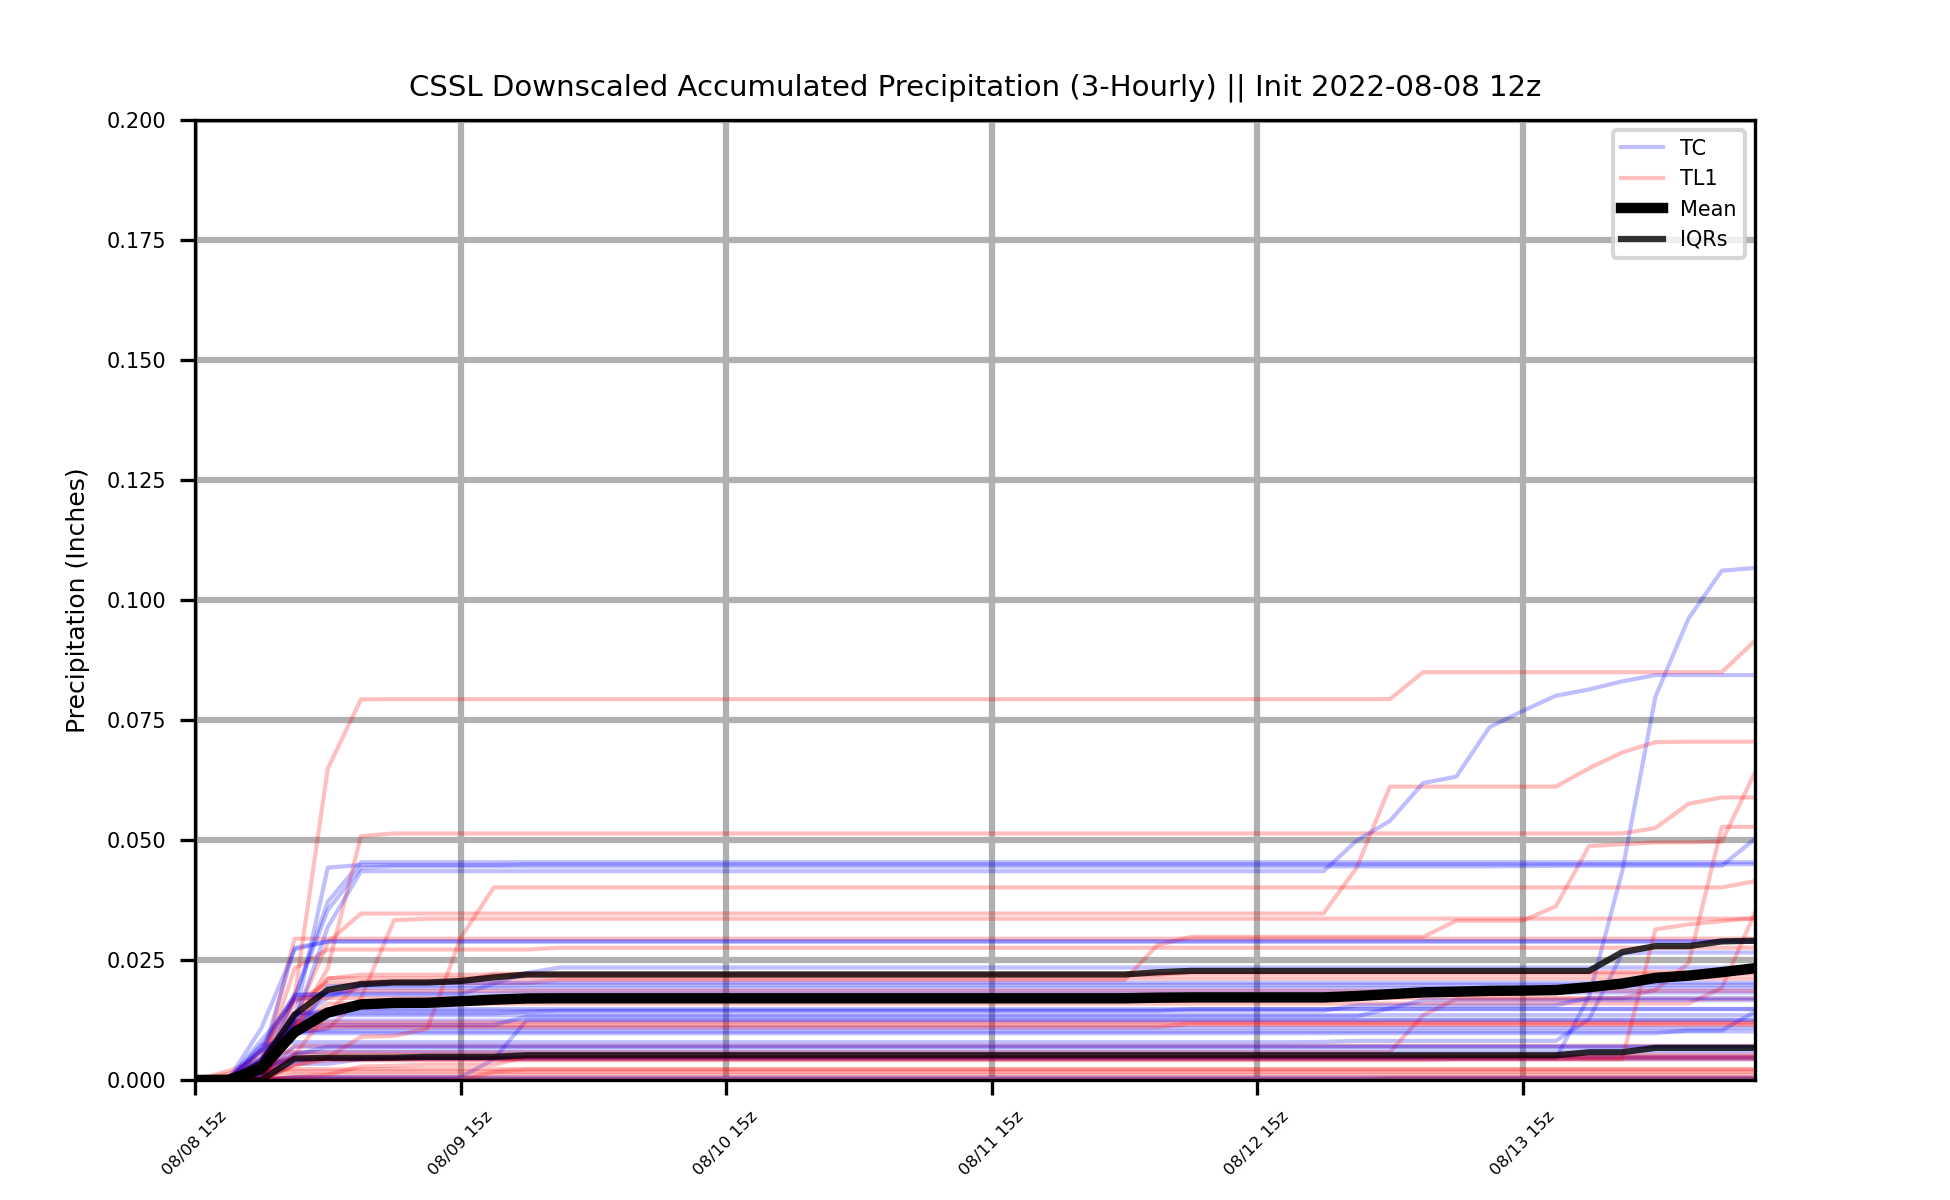 CSSL Downscaled Accumulated Precipitation (3-Hourly) || Init 2022-08-08 12z
0.200
0.175
0.150
0.125
0.100
0.075
0.050
0.025
0.000
Precipitation (Inches)
TC
TL1
Mean
IQRs
08/08 15z
08/09 15z
08/10 15z
08/11 15z
08/12 15z
08/13 15z